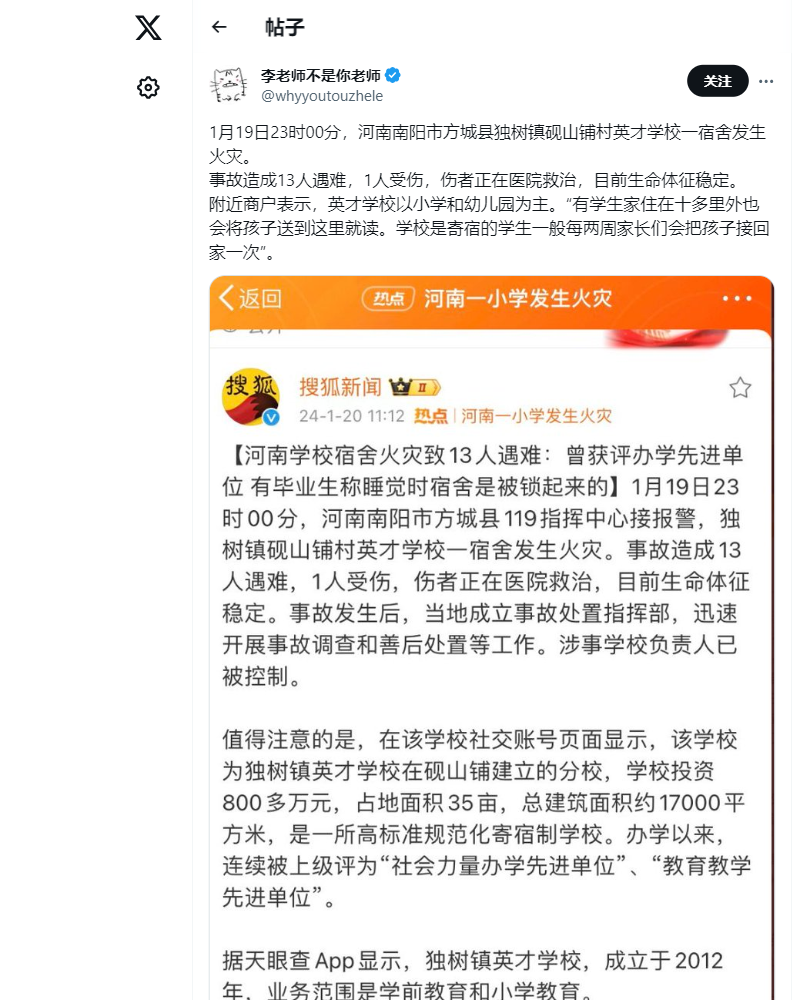 帖子
李老师不是你老师
@whyyoutouzhele
关注
1月19日23时00分，河南南阳市方城县独树镇砚山铺村英才学校一宿舍发生
火灾。
事故造成13人遇难，1人受伤，伤者正在医院救治，目前生命体征稳定。
附近商户表示，英才学校以小学和幼儿园为主。“有学生家住在十多里外也
会将孩子送到这里就读。学校是寄宿的学生一般每两周家长们会把孩子接回
家一次”。
返回
热点 河南一小学发生火灾
搜狐
搜狐新闻 II
24-1-20 11:12 热点 河南一小学发生火灾
【河南学校宿舍火灾致13人遇难：曾获评办学先进单
位 有毕业生称睡觉时宿舍是被锁起来的】1月19日23
时00分，河南南阳市方城县119指挥中心接报警，独
树镇砚山铺村英才学校一宿舍发生火灾。事故造成13
人遇难，1人受伤，伤者正在医院救治，目前生命体征
稳定。事故发生后，当地成立事故处置指挥部，迅速
开展事故调查和善后处置等工作。涉事学校负责人已
被控制。
值得注意的是，在该学校社交账号页面显示，该学校
为独树镇英才学校在砚山铺建立的分校，学校投资
800多万元，占地面积35亩，总建筑面积约17000平
方米，是一所高标准规范化寄宿制学校。办学以来，
连续被上级评为“社会力量办学先进单位”、“教育教学
先进单位”。
据天眼查App显示，独树镇英才学校，成立于2012
年，业务范围是学前教育和小学教育。